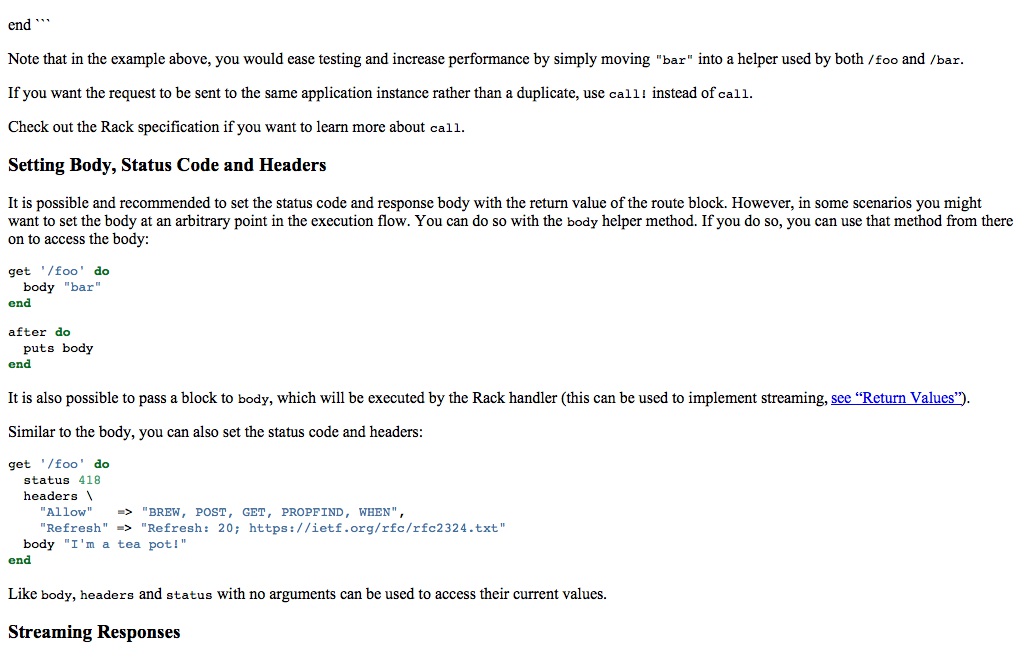 end ```
Note that in the example above, you would ease testing and increase performance by simply moving "bar" into a helper used by both /foo and /bar.
If you want the request to be sent to the same application instance rather than a duplicate, use call! instead of call.
Check out the Rack specification if you want to learn more about call.
Setting Body, Status Code and Headers
It is possible and recommended to set the status code and response body with the return value of the route block. However, in some scenarios you might
want to set the body at an arbitrary point in the execution flow. You can do so with the body helper method. If you do so, you can use that method from there
on to access the body:
get '/foo' do
  body "bar"
end
after do
  puts body
end
It is also possible to pass a block to body, which will be executed by the Rack handler (this can be used to implement streaming, see “Return Values”).
Similar to the body, you can also set the status code and headers:
get '/foo' do
  status 418
  headers \
    "Allow"   => "BREW, POST, GET, PROPFIND, WHEN",
    "Refresh" => "Refresh: 20; https://ietf.org/rfc/rfc2324.txt"
  body "I'm a tea pot!"
end
Like body, headers and status with no arguments can be used to access their current values.
Streaming Responses